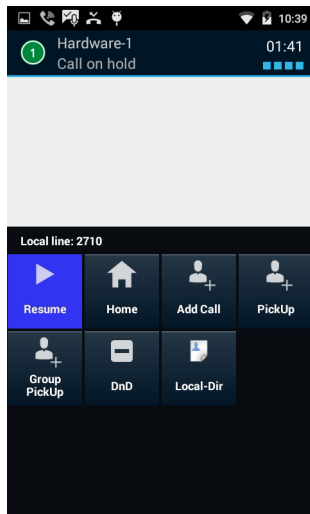 10:39
1
Hardware-1
01:41
Call on hold
Local line: 2710
Resume
Home
Add Call
PickUp
Group
PickUp
DnD
Local-Dir